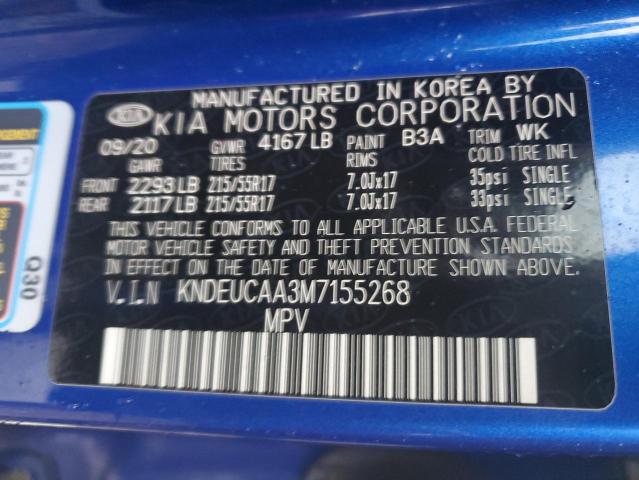 MANUFACTURED IN KOREA BY
KIA KIA MOTORS CORPORATION
09/20 GVWR 4167 LB PAINT B3A TRIM WK
GAWR TIRES RIMS COLD TIRE INFL
FRONT 2293 LB 215/55R17 7.0Jx17 35psi SINGLE
REAR 2117 LB 215/55R17 7.0Jx17 33psi SINGLE
THIS VEHICLE CONFORMS TO ALL APPLICABLE U.S.A. FEDERAL
MOTOR VEHICLE SAFETY AND THEFT PREVENTION STANDARDS
IN EFFECT ON THE DATE OF MANUFACTURE SHOWN ABOVE.
V.I.N KNDEUCAA3M7155268
MPV
Q30